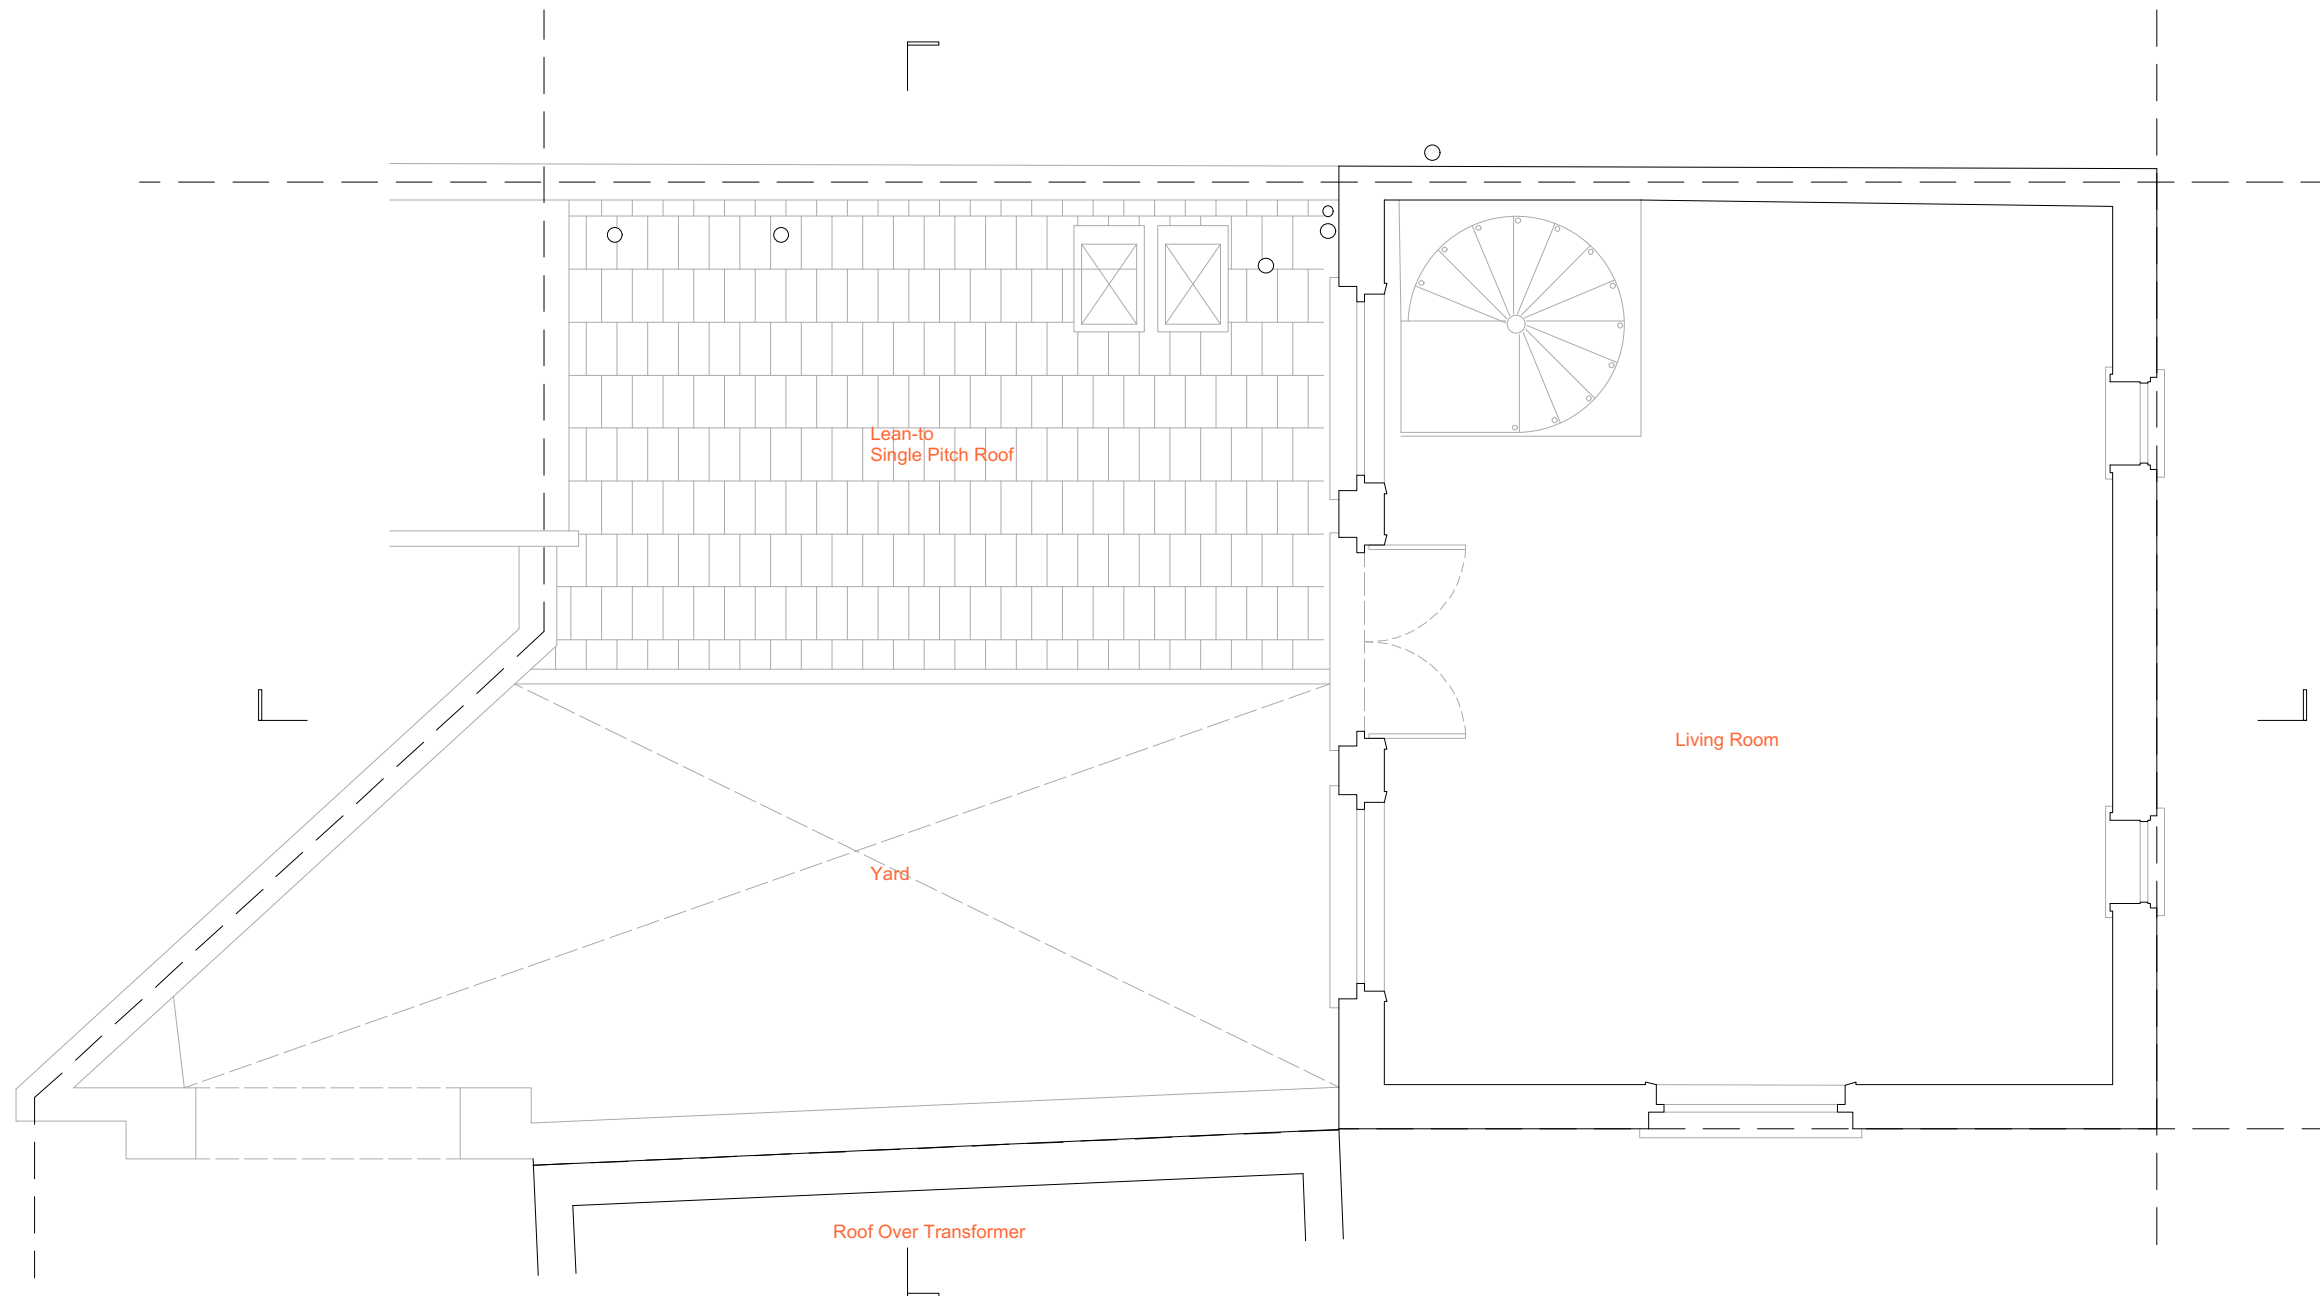 Lean-to
Single Pitch Roof
Living Room
Yard
Roof Over Transformer